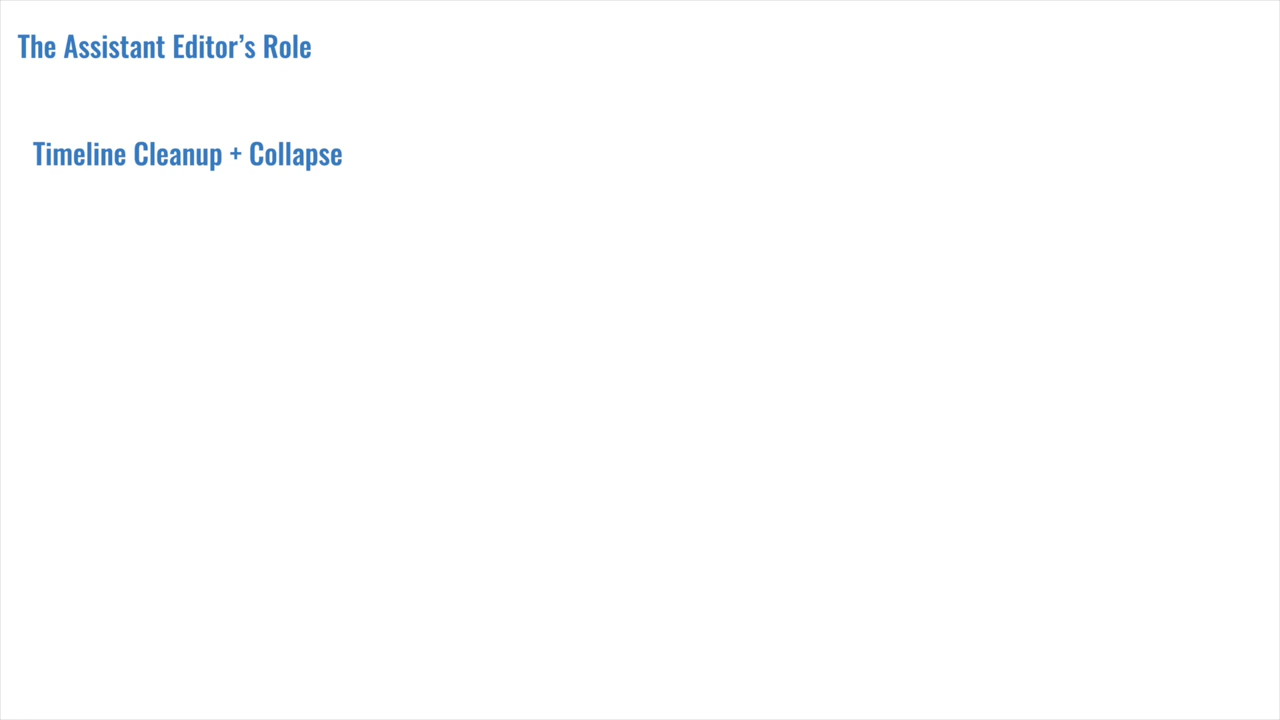 The Assistant Editor’s Role
Timeline Cleanup + Collapse